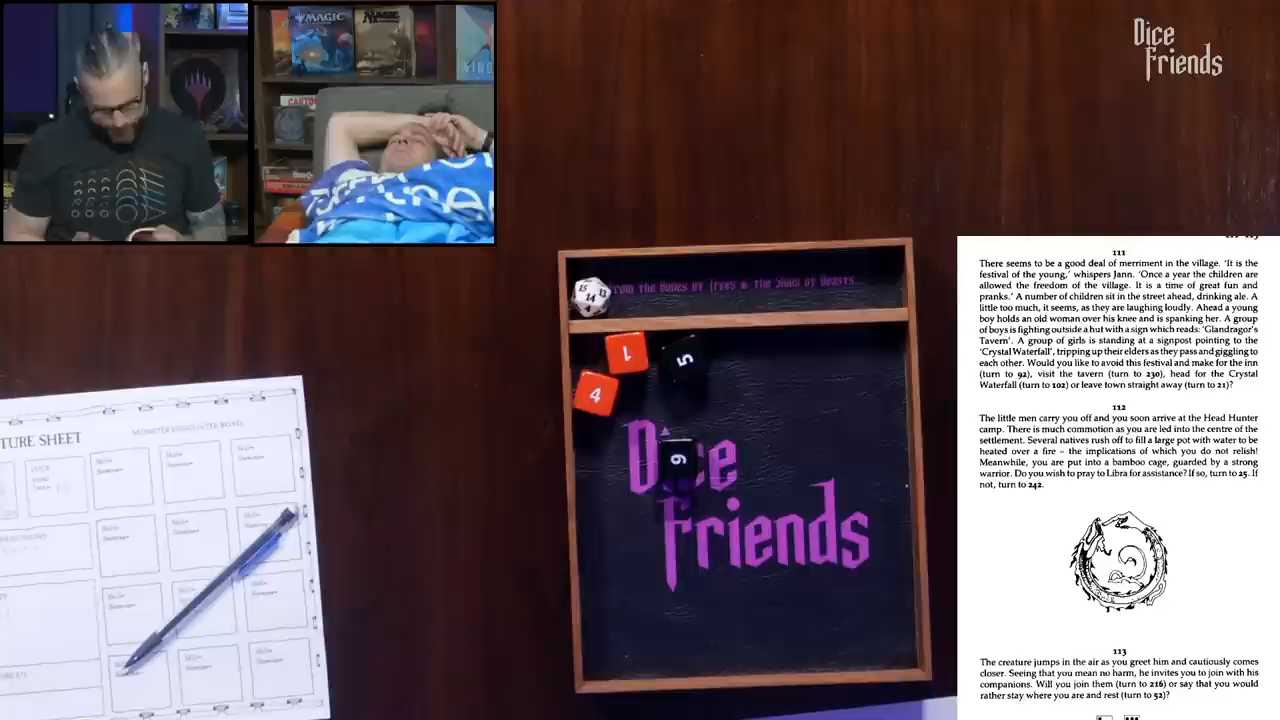 MAGIC
Dice
Friends
From the Bones of Trees & the Skins of Beasts...
15
14
1
5
4
6
Dice
Friends
TURE SHEET
MONSTER ENCOUNTER BOXES
111
There seems to be a good deal of merriment in the village. 'It is the
festival of the young,' whispers Jann. 'Once a year the children are
allowed the freedom of the village. It is a time of great fun and
pranks.' A number of children sit in the street ahead, drinking ale. A
little too much, it seems, as they are laughing loudly. Ahead a young
boy holds an old woman over his knee and is spanking her. A group
of boys is fighting outside a hut with a sign which reads: 'Glandragor's
Tavern'. A group of girls is standing at a signpost pointing to the
'Crystal Waterfall', tripping up their elders as they pass and giggling to
each other. Would you like to avoid this festival and make for the inn
(turn to 92), visit the tavern (turn to 230), head for the Crystal
Waterfall (turn to 102) or leave town straight away (turn to 21)?
112
The little men carry you off and you soon arrive at the Head Hunter
camp. There is much commotion as you are led into the centre of the
settlement. Several natives rush off to fill a large pot with water to be
heated over a fire – the implications of which you do not relish!
Meanwhile, you are put into a bamboo cage, guarded by a strong
warrior. Do you wish to pray to Libra for assistance? If so, turn to 25. If
not, turn to 242.
113
The creature jumps in the air as you greet him and cautiously comes
closer. Seeing that you mean no harm, he invites you to join with his
companions. Will you join them (turn to 216) or say that you would
rather stay where you are and rest (turn to 52)?